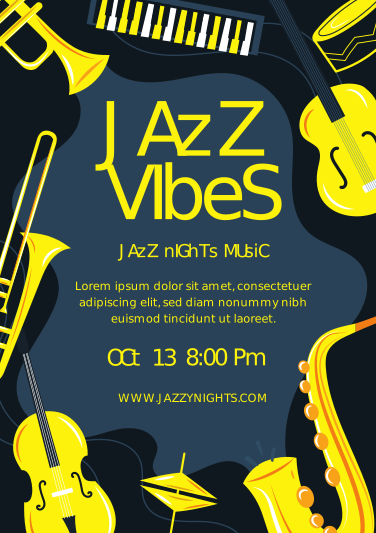 JAzZ
VIbeS
JAzZ nIGhTs MUsiC
Lorem ipsum dolor sit amet, consectetuer
adipiscing elit, sed diam nonummy nibh
euismod tincidunt ut laoreet.
OCt 13 8:00 Pm
WWW.JAZZYNIGHTS.COM